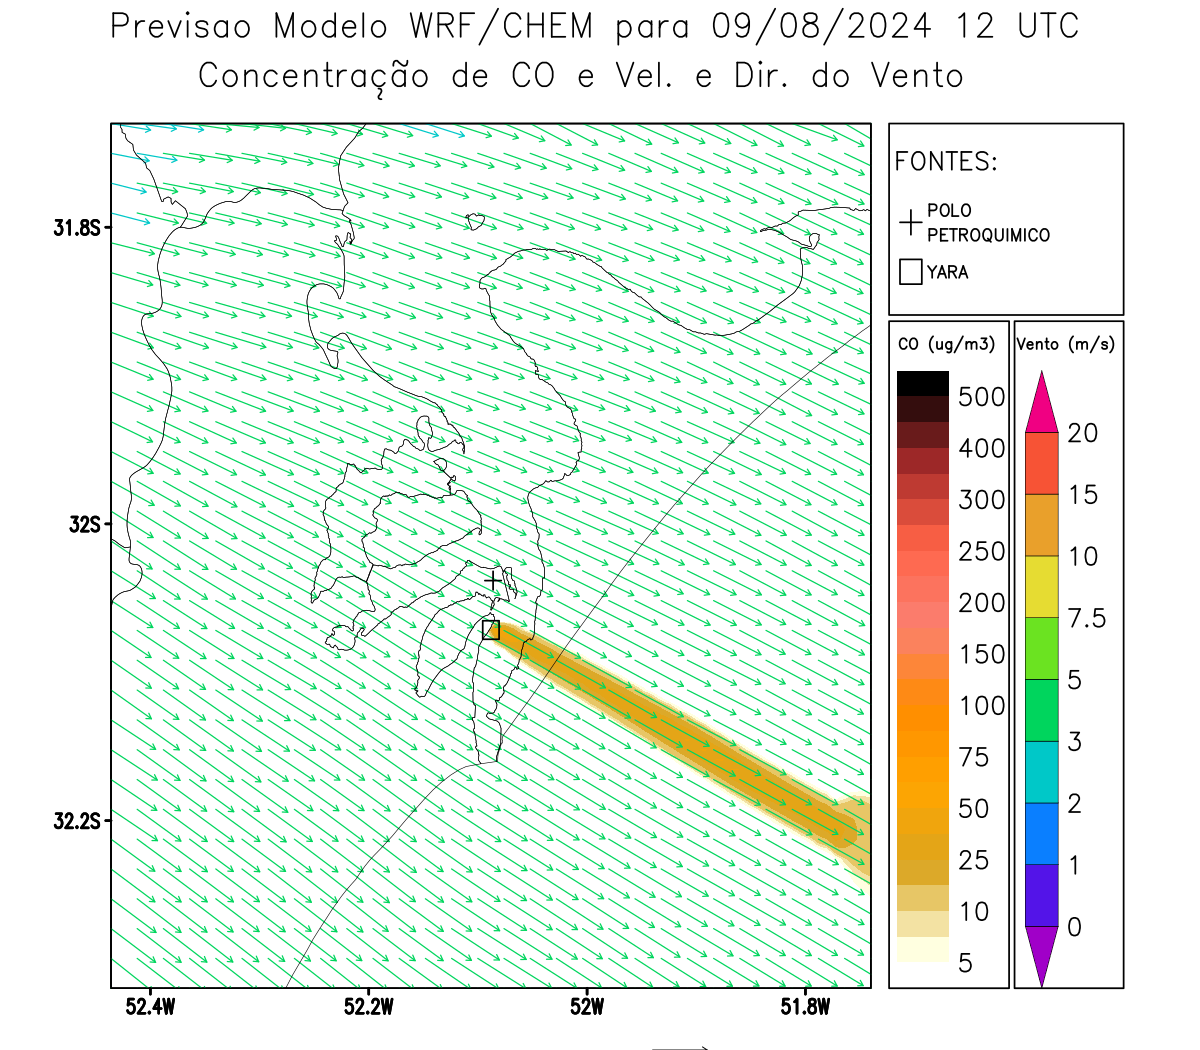 Previsao Modelo WRF/CHEM para 09/08/2024 12 UTC
Concentração de CO e Vel. e Dir. do Vento
FONTES:
POLO
PETROQUIMICO
YARA
CO (ug/m3)
500
400
300
250
200
150
100
75
50
25
10
5
Vento (m/s)
20
15
10
7.5
5
3
2
1
0
31.8S
32S
32.2S
52.4W
52.2W
52W
51.8W